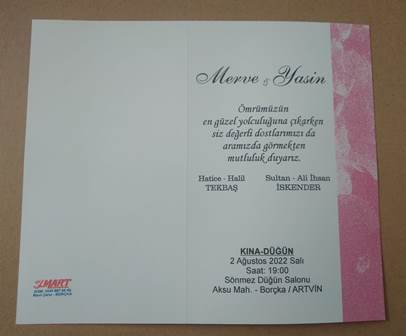 Merve & Yasin
Ömrümüzün
en güzel yolculuğuna çıkarken
siz değerli dostlarımızı da
aramızda görmekten
mutluluk duyarız.
Hatice - Halil
TEKBAŞ
Sultan - Ali İhsan
İSKENDER
KINA-DÜĞÜN
2 Ağustos 2022 Salı
Saat: 19:00
Sönmez Düğün Salonu
Aksu Mah. - Borçka / ARTVİN